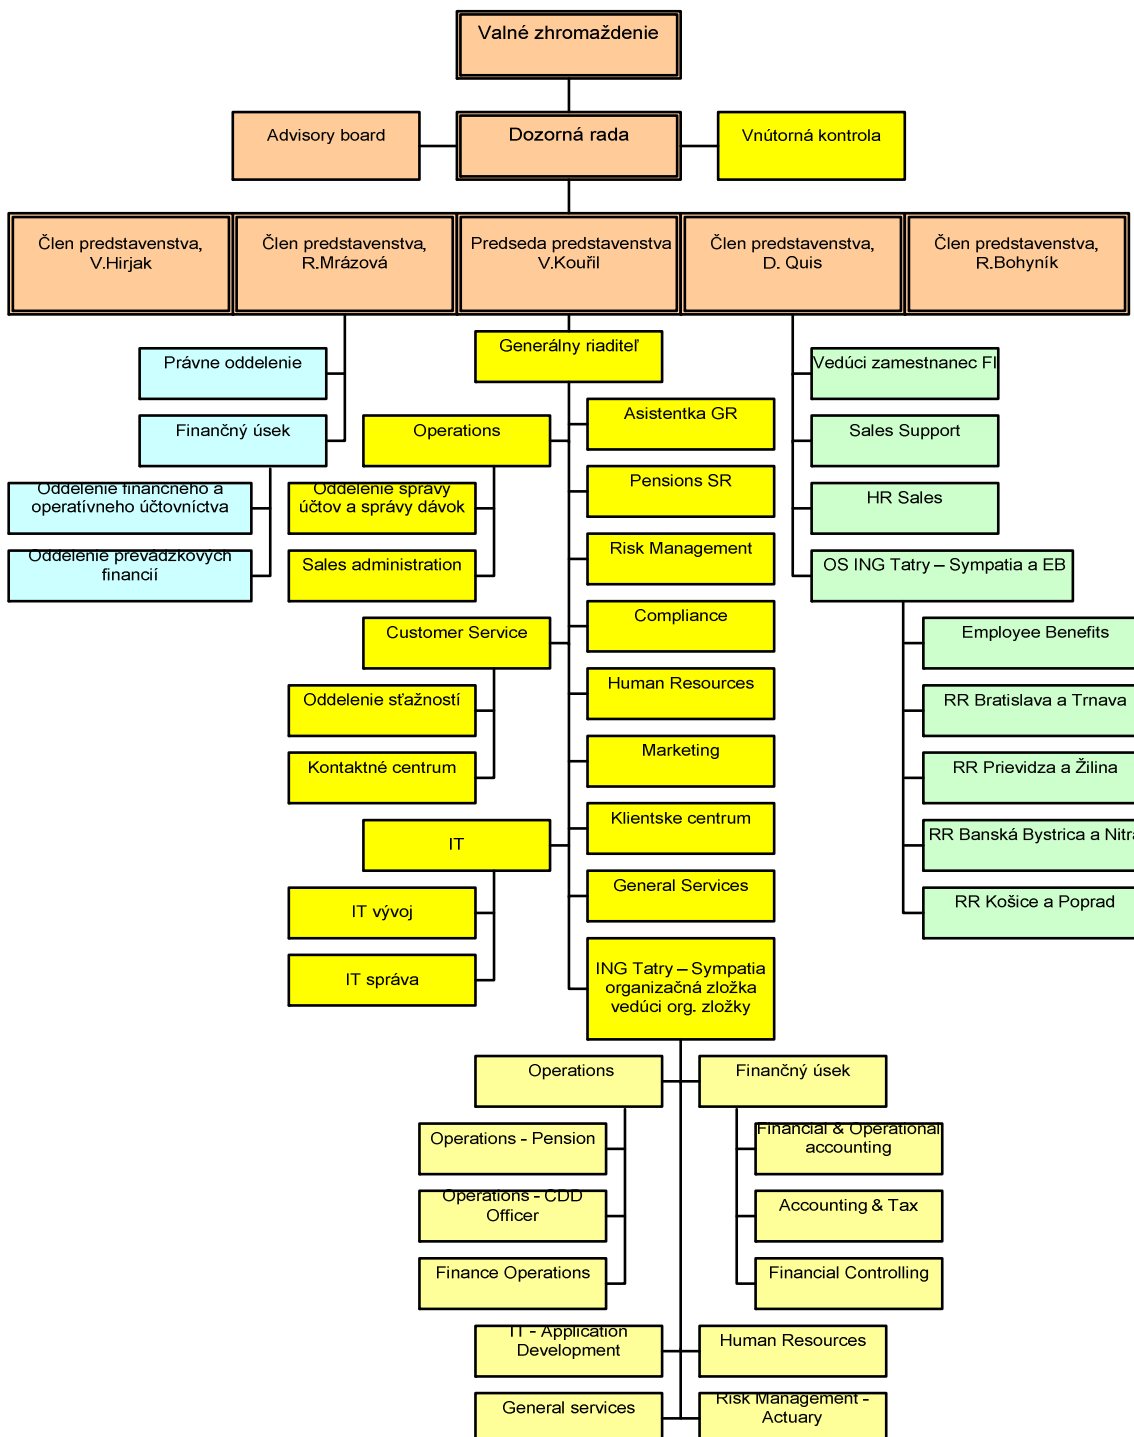 Valné zhromaždenie
Advisory board
Dozorná rada
Vnútorná kontrola
Člen predstavenstva,
V.Hirjak
Člen predstavenstva,
R.Mrázová
Predseda predstavenstva
V.Kouřil
Člen predstavenstva,
D. Quis
Člen predstavenstva,
R.Bohyník
Právne oddelenie
Finančný úsek
Oddelenie finančného a
operatívneho účtovníctva
Oddelenie prevádzkových
financií
Generálny riaditeľ
Operations
Oddelenie správy
účtov a správy dávok
Sales administration
Customer Service
Oddelenie sťažností
Kontaktné centrum
IT
IT vývoj
IT správa
Asistentka GR
Pensions SR
Risk Management
Compliance
Human Resources
Marketing
Klientske centrum
General Services
ING Tatry – Sympatia
organizačná zložka
vedúci org. zložky
Vedúci zamestnanec FI
Sales Support
HR Sales
OS ING Tatry – Sympatia a EB
Employee Benefits
RR Bratislava a Trnava
RR Prievidza a Žilina
RR Banská Bystrica a Nitra
RR Košice a Poprad
Operations
Operations - Pension
Operations - CDD
Officer
Finance Operations
Finančný úsek
Financial & Operational
accounting
Accounting & Tax
Financial Controlling
IT - Application
Development
Human Resources
General services
Risk Management -
Actuary